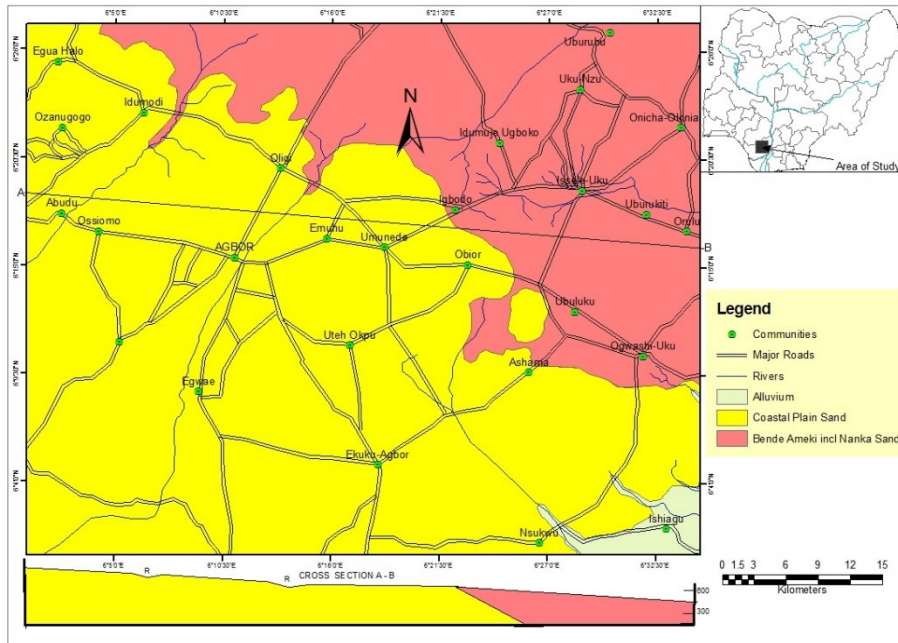 6°5'0"E 6°10'30"E 6°16'0"E 6°21'30"E 6°27'0"E 6°32'30"E
Uburubu
Egua Halo
Uku-Nzu
Idumodi
Ozanugogo
N
Onicha-Olonia
Idumuje Ugboko
Oligi
Area of Study
A
Issele-Uku
Abudu
Igbodo
Uburukiti
Ossiomo
Emuhu
Umunede
B
AGBOR
Obior
Legend
Ubuluku
Communities
Uteh Okpu
Ogwashi-Uku
Major Roads
Ashama
Rivers
Egwae
Alluvium
Coastal Plain Sand
Bende Ameki incl Nanka Sand
Ekuku-Agbor
Ishiagu
Nsukwu
6°5'0"E 6°10'30"E 6°16'0"E 6°21'30"E 6°27'0"E 6°32'30"E
0 1.5 3 6 9 12 15
Kilometers
R
CROSS SECTION A - B
R
600
300